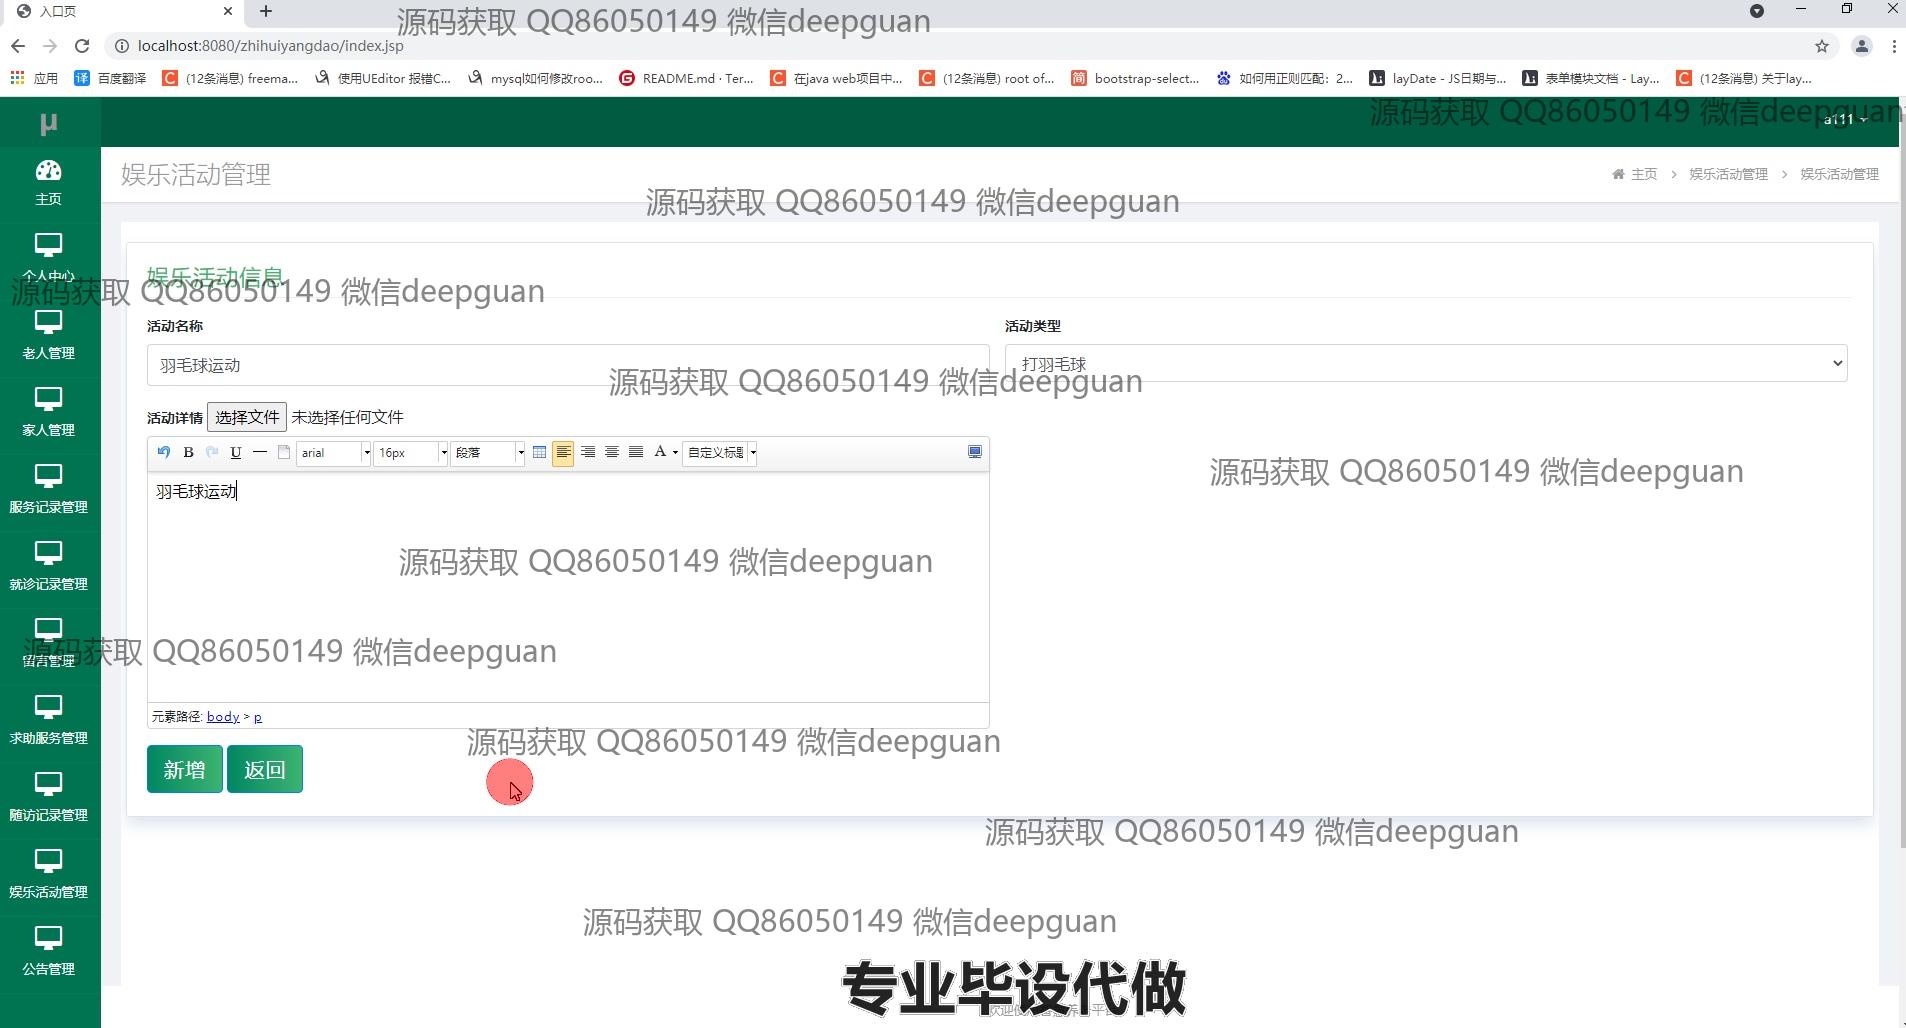 入口页
源码获取 QQ86050149 微信deepguan
localhost:8080/zhihuiyangdao/index.jsp
应用
百度翻译
(12条消息) freema...
使用UEditor 报错C...
mysql如何修改roo...
README.md · Ter...
在java web项目中...
(12条消息) root of...
bootstrap-select...
如何用正则匹配：2...
layDate - JS日期与...
表单模块文档 - Lay...
(12条消息) 关于lay...
μ
源码获取 QQ86050149 微信deepguan
a111
主页
娱乐活动管理
主页 > 娱乐活动管理 > 娱乐活动管理
源码获取 QQ86050149 微信deepguan
个人中心
娱乐活动信息
源码获取 QQ86050149 微信deepguan
老人管理
活动名称
活动类型
羽毛球运动
打羽毛球
源码获取 QQ86050149 微信deepguan
家人管理
活动详情 选择文件 未选择任何文件
B U arial 16px 段落 A 自定义标题
源码获取 QQ86050149 微信deepguan
羽毛球运动
服务记录管理
源码获取 QQ86050149 微信deepguan
就诊记录管理
源码获取 QQ86050149 微信deepguan
留言管理
元素路径: body > p
求助服务管理
源码获取 QQ86050149 微信deepguan
新增 返回
随访记录管理
源码获取 QQ86050149 微信deepguan
娱乐活动管理
源码获取 QQ86050149 微信deepguan
公告管理
专业毕设代做